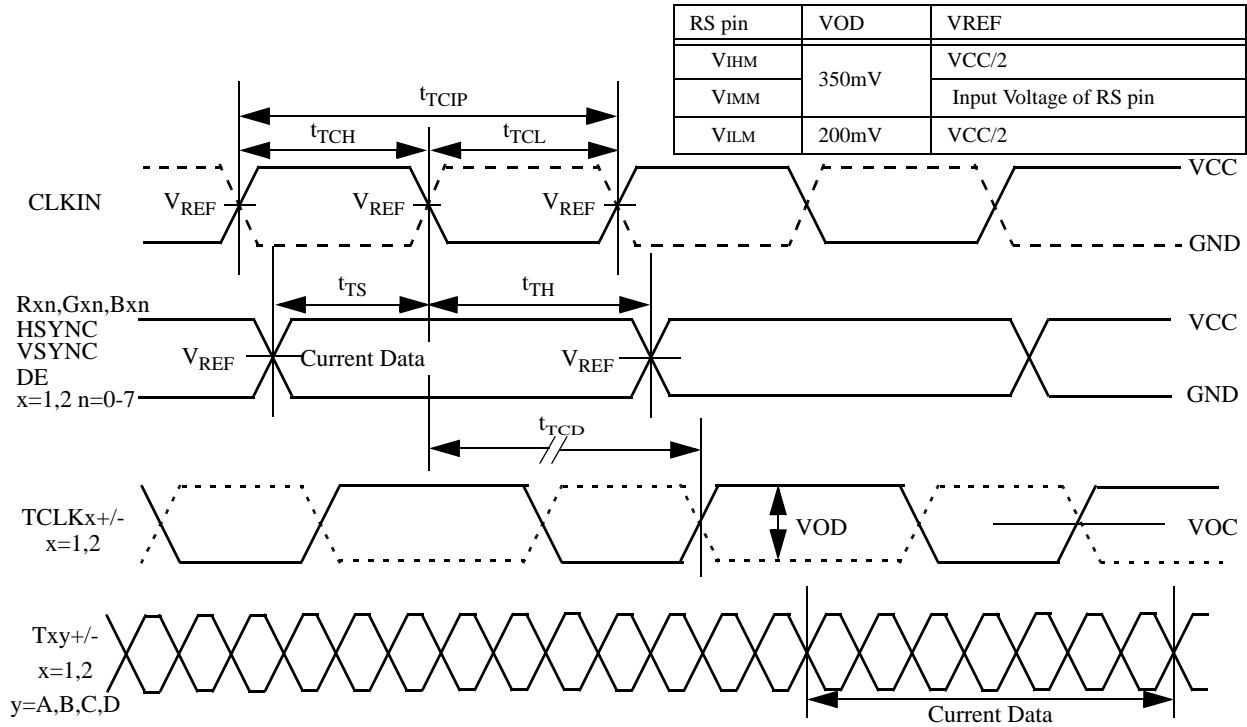 RS pin VOD VREF
VIHM 350mV VCC/2
VIMM Input Voltage of RS pin
VILM 200mV VCC/2
tTCIP
tTCH tTCL
CLKIN VREF VREF VREF VCC
GND
tTS tTH
Rxn,Gxn,Bxn
HSYNC
VSYNC
DE
x=1,2 n=0-7
VREF Current Data VREF
VCC
GND
tTCD
TCLKx+/-
x=1,2
VOD
VOC
Txy+/-
x=1,2
y=A,B,C,D
Current Data